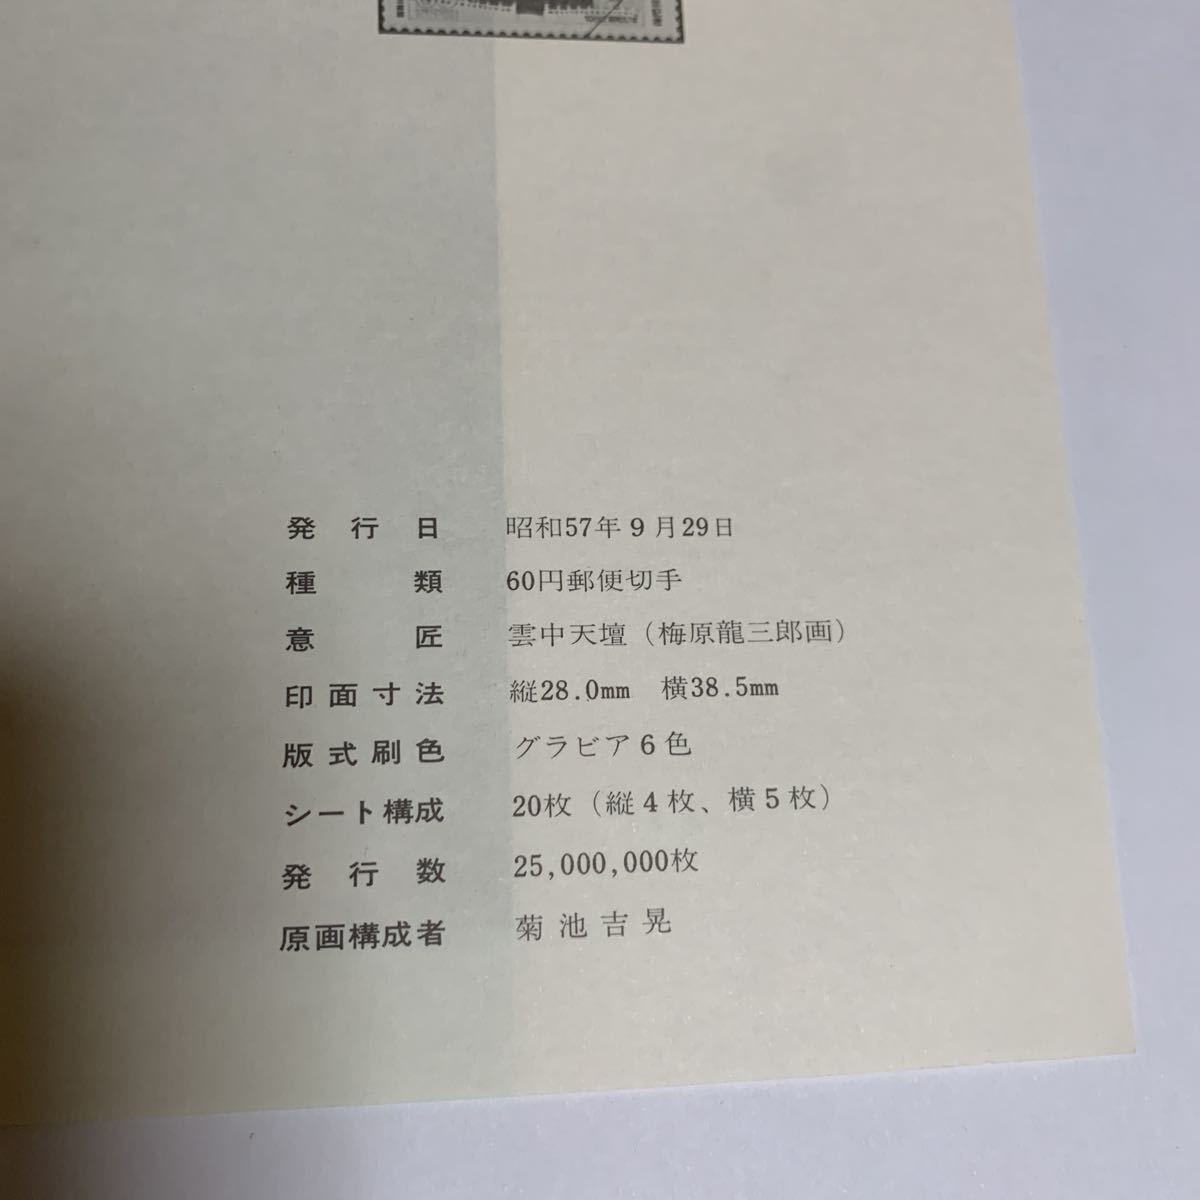 発行日 昭和57年9月29日
種類 60円郵便切手
意匠 雲中天壇（梅原龍三郎画）
印面寸法 縦28.0mm 横38.5mm
版式刷色 グラビア6色
シート構成 20枚（縦4枚、横5枚）
発行数 25,000,000枚
原画構成者 菊池吉晃